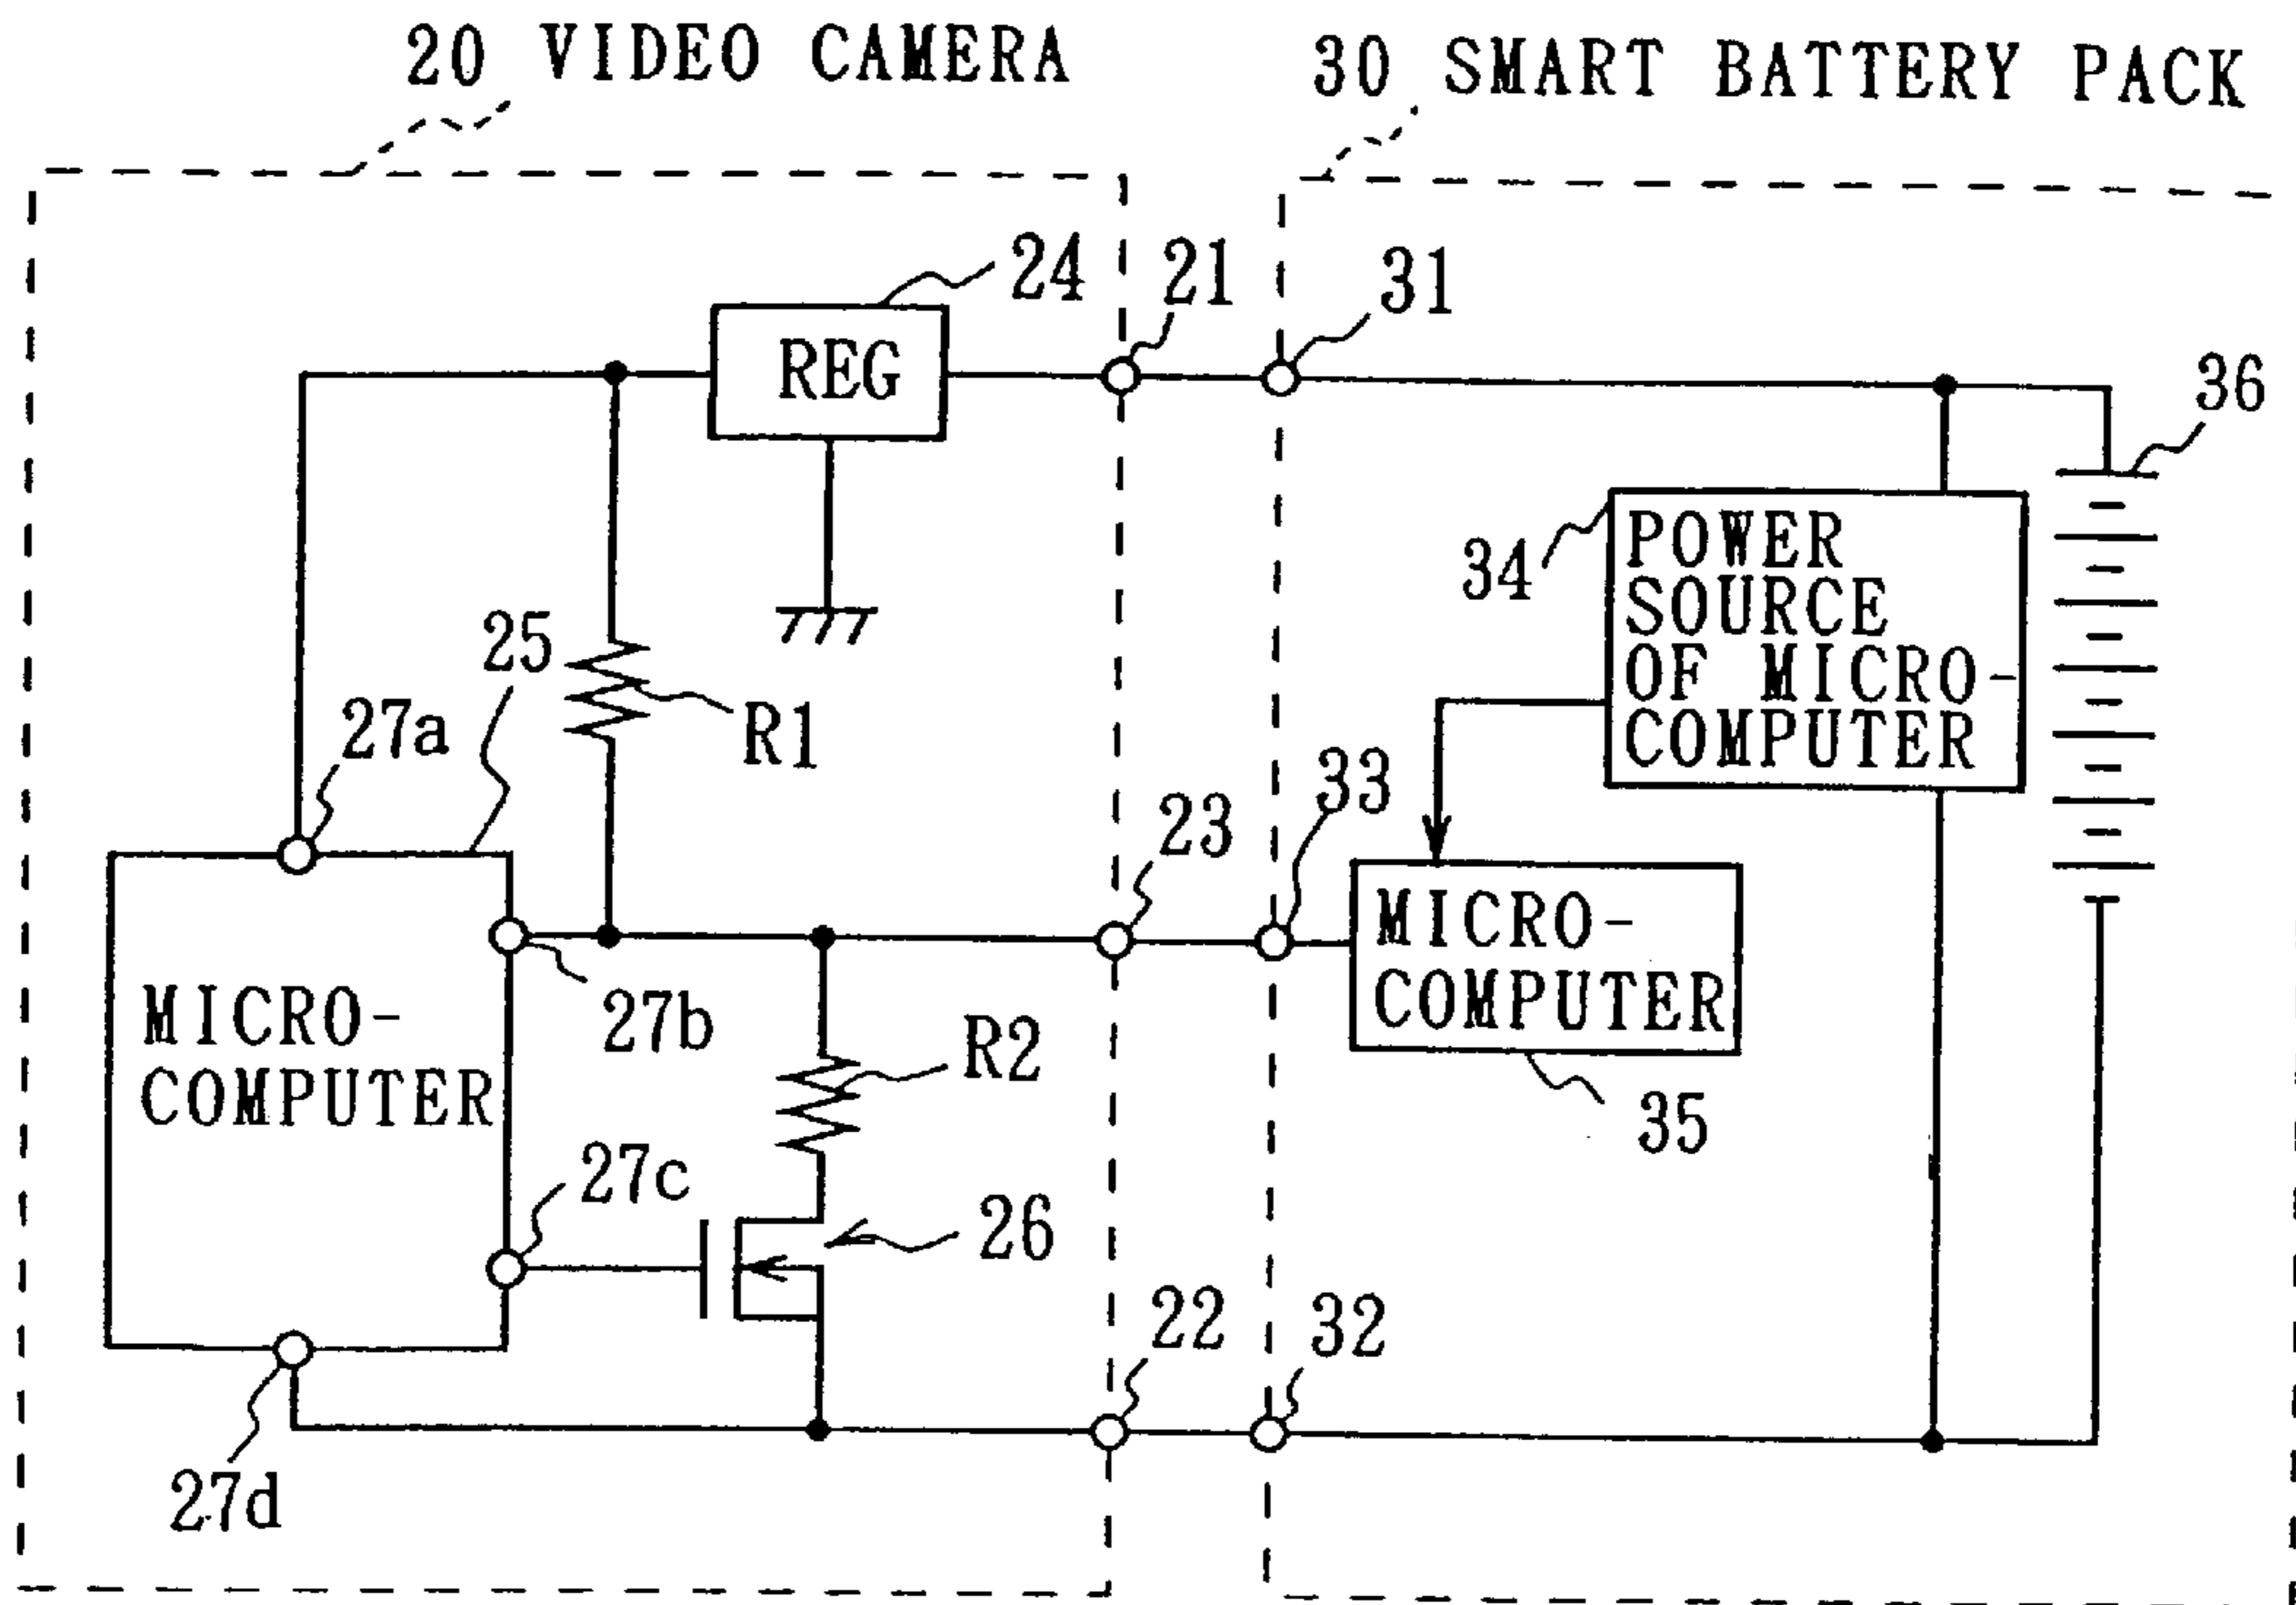 20 VIDEO CAMERA
30 SMART BATTERY PACK
24
21
31
REG
36
34
POWER
SOURCE
OF MICRO-
COMPUTER
25
27a
R1
23
33
MICRO-
COMPUTER
27b
MICRO-
COMPUTER
R2
35
27c
26
22
32
27d